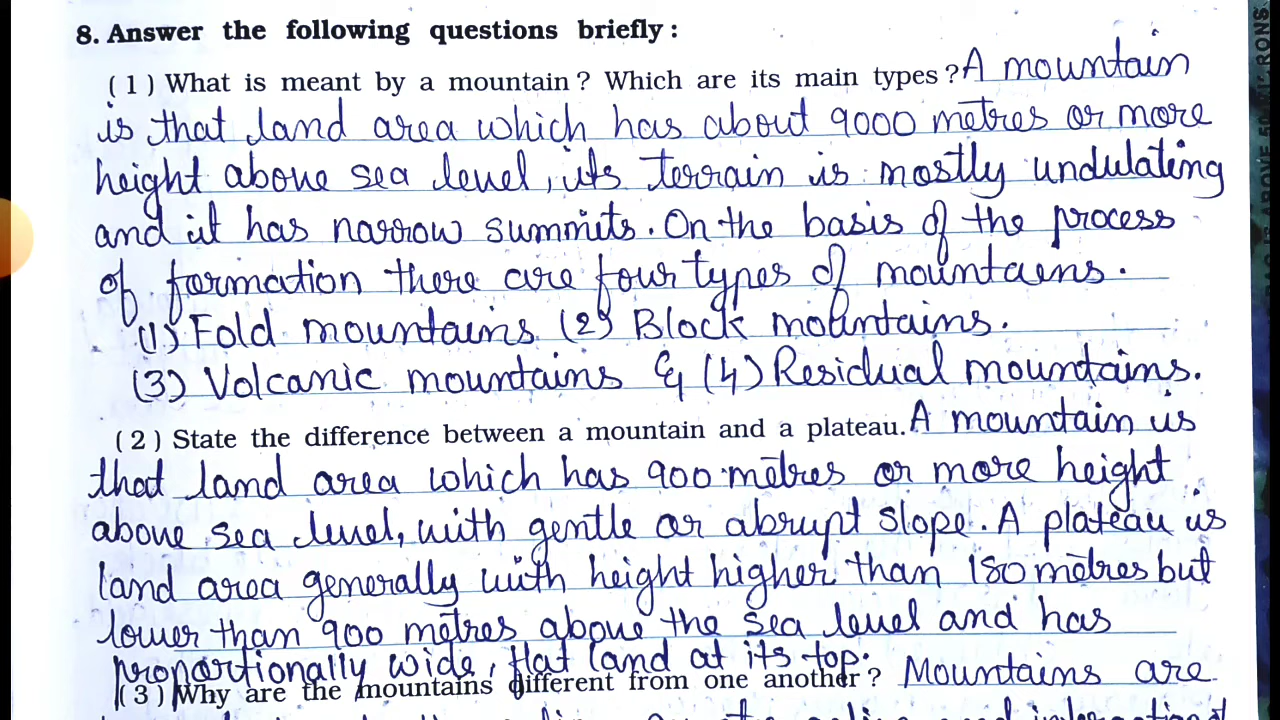 8. Answer the following questions briefly :
(1) What is meant by a mountain ? Which are its main types ? A mountain
is that land area which has about 9000 metres or more
height above sea level, its terrain is mostly undulating
and it has narrow summits. On the basis of the process
of formation there are four types of mountains.
(1) Fold mountains (2) Block mountains.
(3) Volcanic mountains & (4) Residual mountains.
(2) State the difference between a mountain and a plateau. A mountain is
that land area which has 900 metres or more height
above sea level, with gentle or abrupt slope. A plateau is
land area generally with height higher than 180 metres but
lower than 900 metres above the sea level and has
proportionally wide, flat land at its top.
(3) Why are the mountains different from one another ? Mountains are